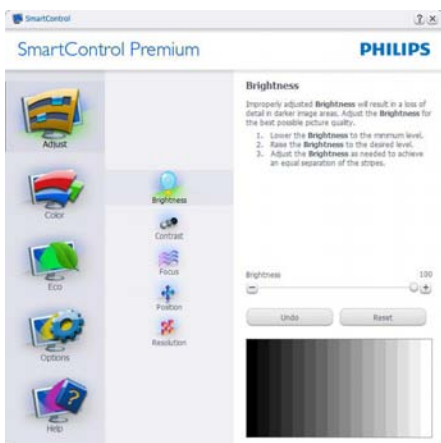 SmartControl
SmartControl Premium
PHILIPS
Adjust
Color
Eco
Options
Help
Brightness
Contrast
Focus
Position
Resolution
Brightness
Improperly adjusted Brightness will result in a loss of
detail in darker image areas. Adjust the Brightness for
the best possible picture quality.
1. Lower the Brightness to the minimum level.
2. Raise the Brightness to the desired level.
3. Adjust the Brightness as needed to achieve
an equal separation of the stripes.
Brightness 100
Undo Reset